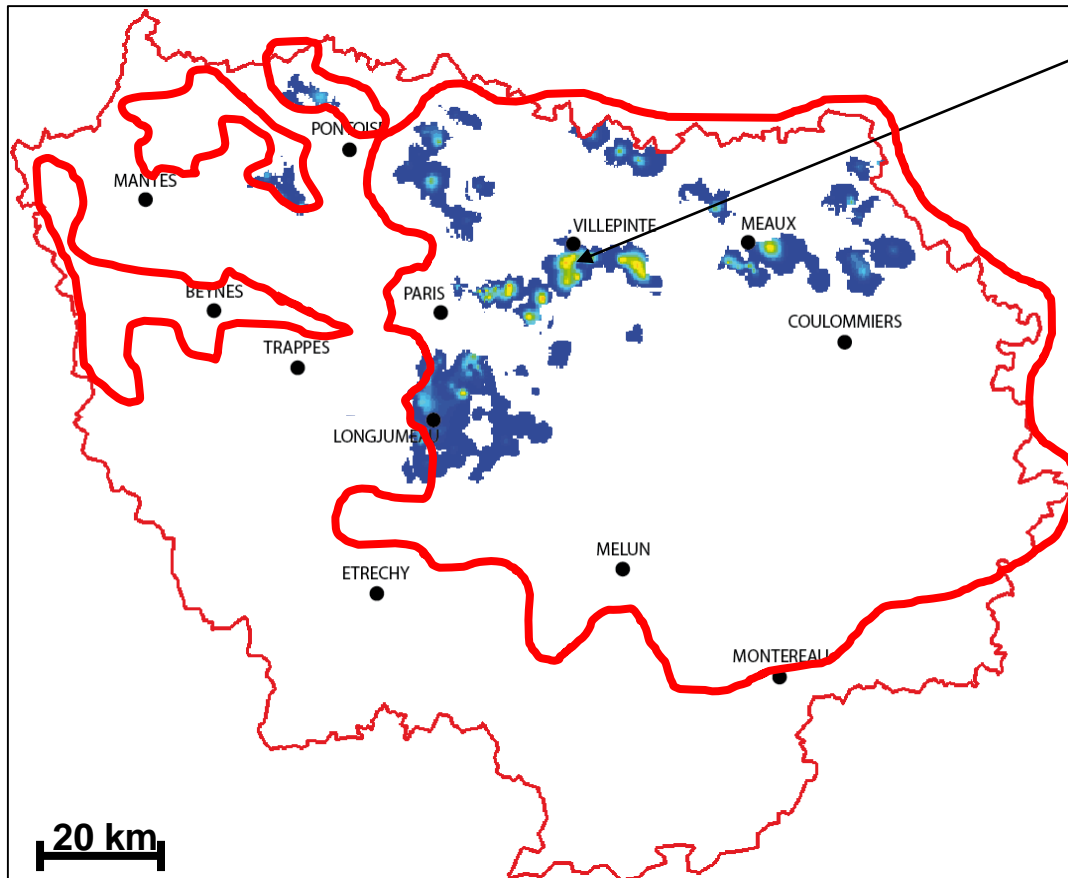 PONTOISE
MANTES
VILLEPINTE
MEAUX
BEYNES
PARIS
COULOMMIERS
TRAPPES
LONGJUMEAU
MELUN
ETRECHY
MONTEREAU
20 km